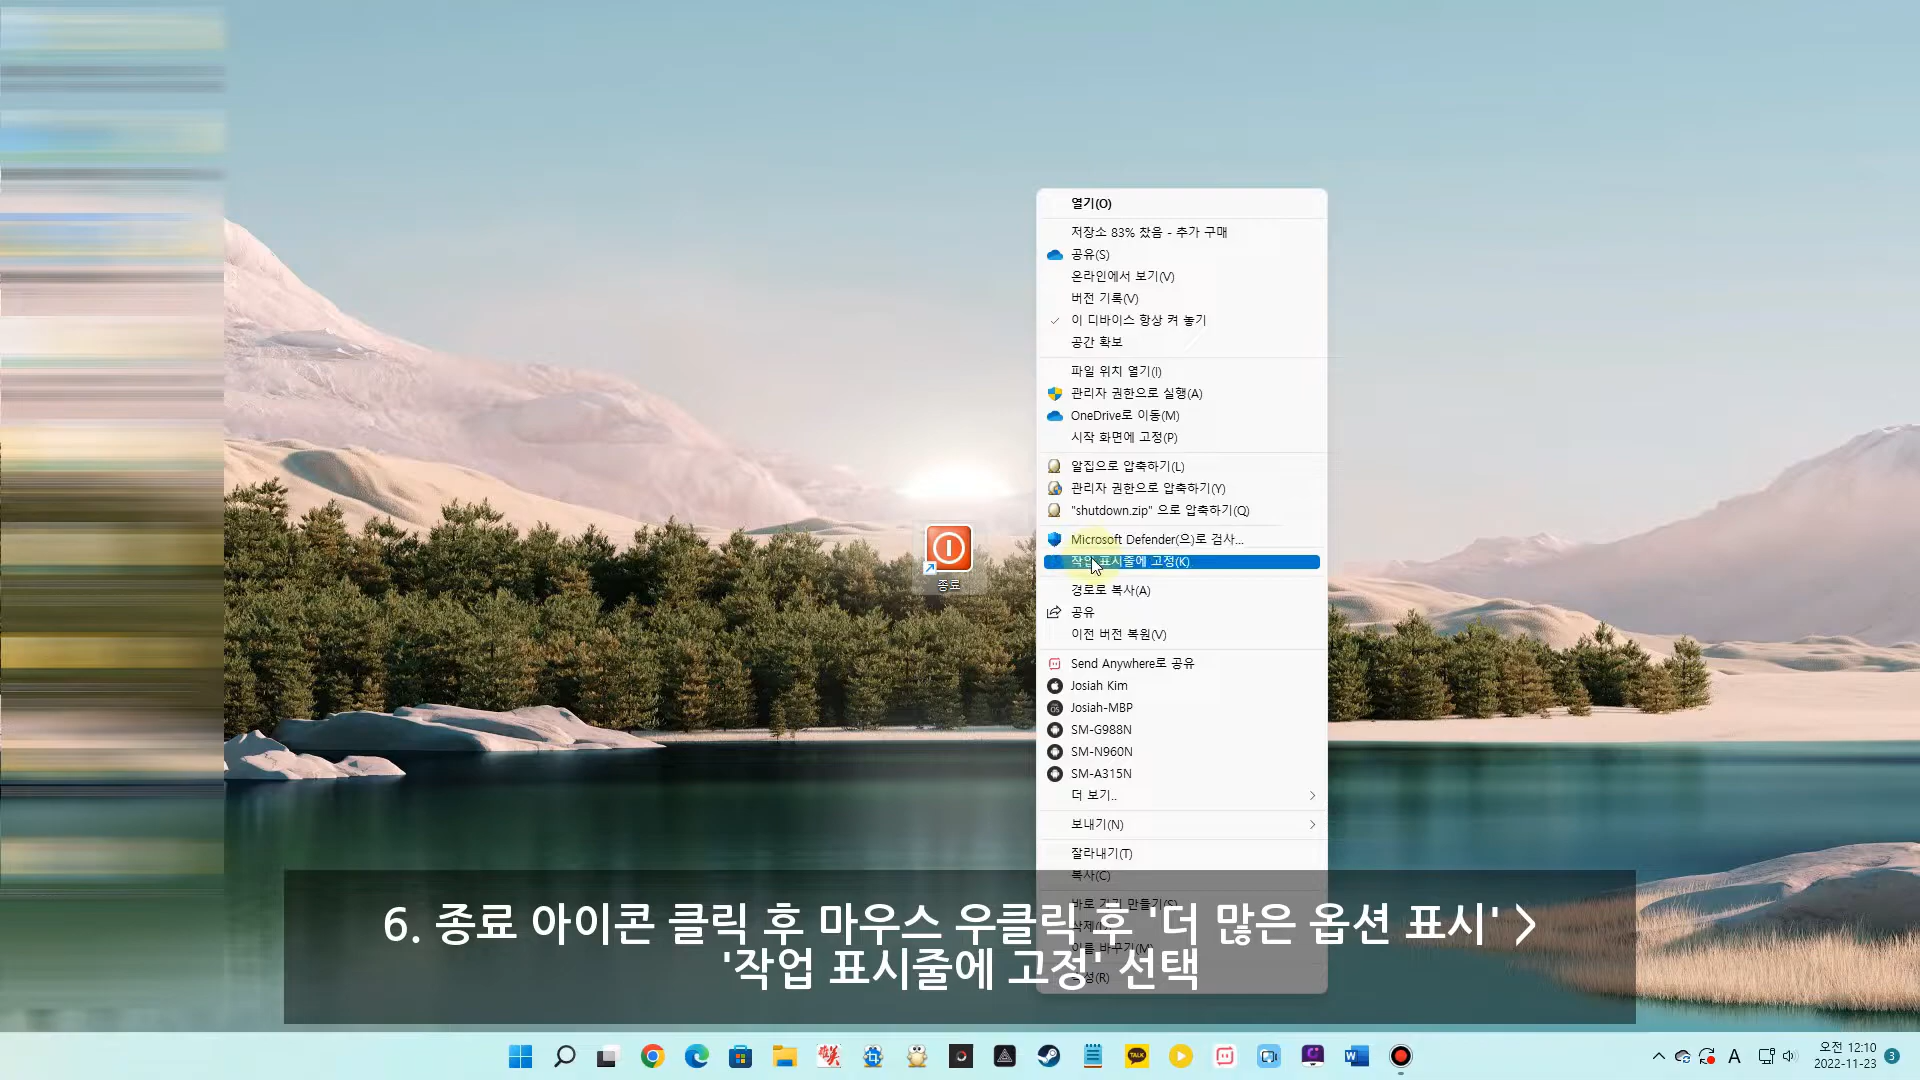 열기(O)
저장소 83% 찼음 - 추가 구매
공유(S)
온라인에서 보기(V)
버전 기록(V)
이 디바이스 항상 켜 놓기
공간 확보
파일 위치 열기(I)
관리자 권한으로 실행(A)
OneDrive로 이동(M)
시작 화면에 고정(P)
알집으로 압축하기(L)
관리자 권한으로 압축하기(Y)
"shutdown.zip" 으로 압축하기(Q)
Microsoft Defender(으)로 검사...
작업 표시줄에 고정(K)
종료
경로로 복사(A)
공유
이전 버전 복원(V)
Send Anywhere로 공유
Josiah Kim
Josiah-MBP
SM-G988N
SM-N960N
SM-A315N
더 보기..
보내기(N)
잘라내기(T)
복사(C)
바로 가기 만들기(S)
이름 바꾸기(M)
6. 종료 아이콘 클릭 후 마우스 우클릭 후 '더 많은 옵션 표시' >
'작업 표시줄에 고정' 선택
TALK
W
A
오전 12:10
2022-11-23
3